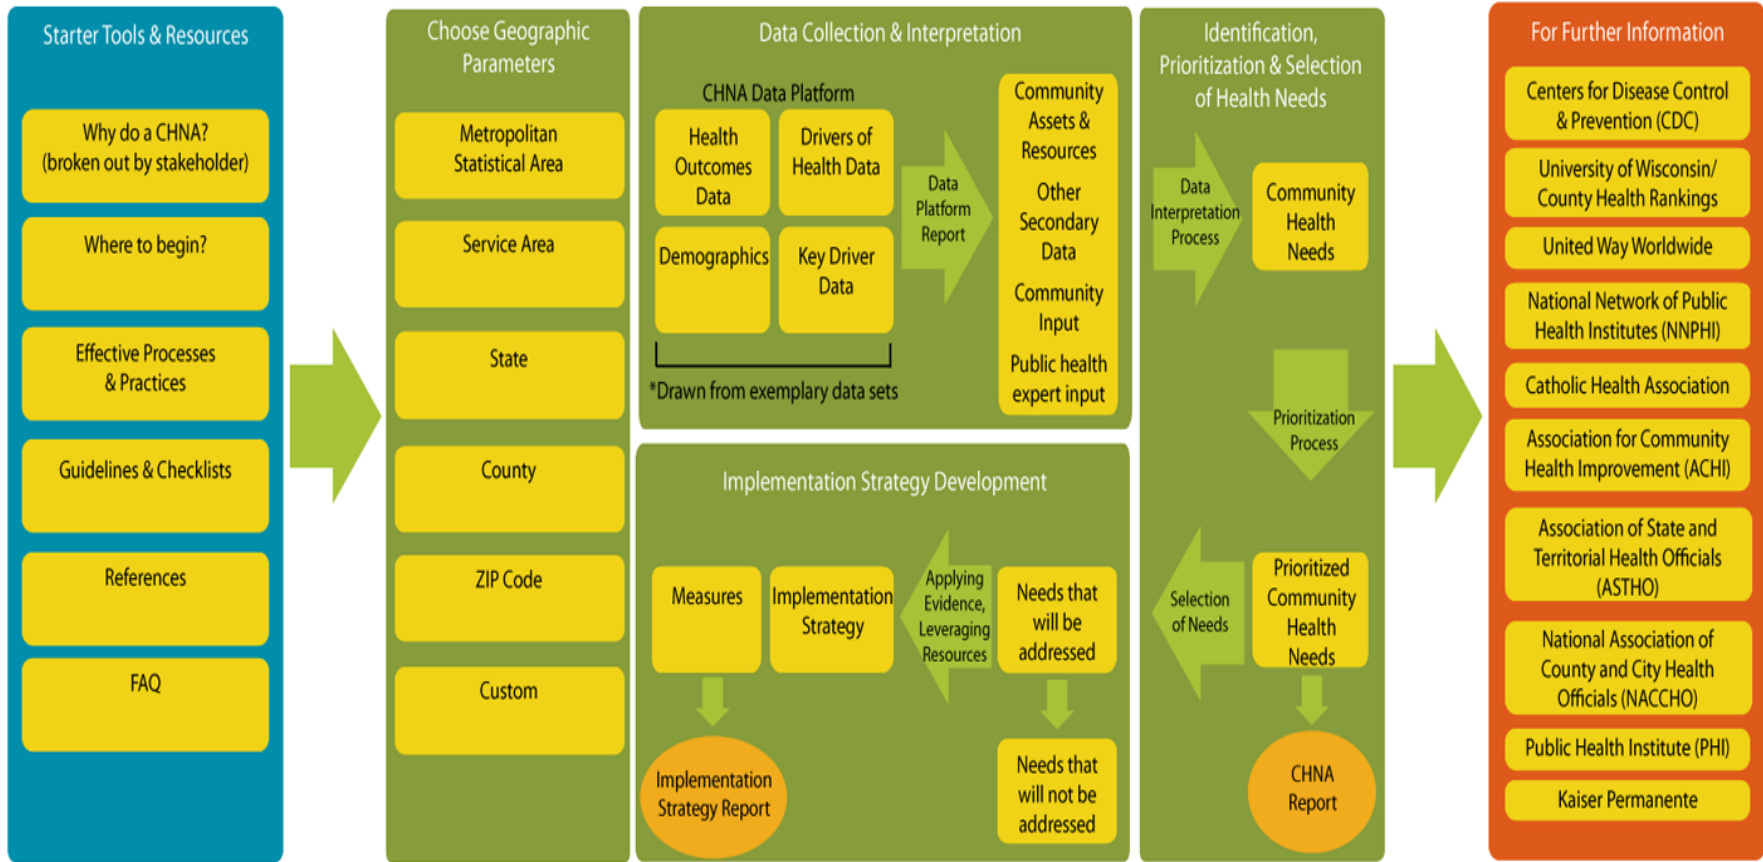 Starter Tools & Resources
Why do a CHNA?
(broken out by stakeholder)
Where to begin?
Effective Processes
& Practices
Guidelines & Checklists
References
FAQ
Choose Geographic
Parameters
Metropolitan
Statistical Area
Service Area
State
County
ZIP Code
Custom
Data Collection & Interpretation
CHNA Data Platform
Health
Outcomes
Data
Drivers of
Health Data
Demographics
Key Driver
Data
*Drawn from exemplary data sets
Data
Platform
Report
Community
Assets &
Resources
Other
Secondary
Data
Community
Input
Public health
expert input
Identification,
Prioritization & Selection
of Health Needs
Data
Interpretation
Process
Community
Health
Needs
Prioritization
Process
Prioritized
Community
Health
Needs
Selection
of Needs
CHNA
Report
Implementation Strategy Development
Measures
Implementation
Strategy
Applying
Evidence,
Leveraging
Resources
Needs that
will be
addressed
Implementation
Strategy Report
Needs that
will not be
addressed
For Further Information
Centers for Disease Control
& Prevention (CDC)
University of Wisconsin/
County Health Rankings
United Way Worldwide
National Network of Public
Health Institutes (NNPHI)
Catholic Health Association
Association for Community
Health Improvement (ACHI)
Association of State and
Territorial Health Officials
(ASTHO)
National Association of
County and City Health
Officials (NACCHO)
Public Health Institute (PHI)
Kaiser Permanente